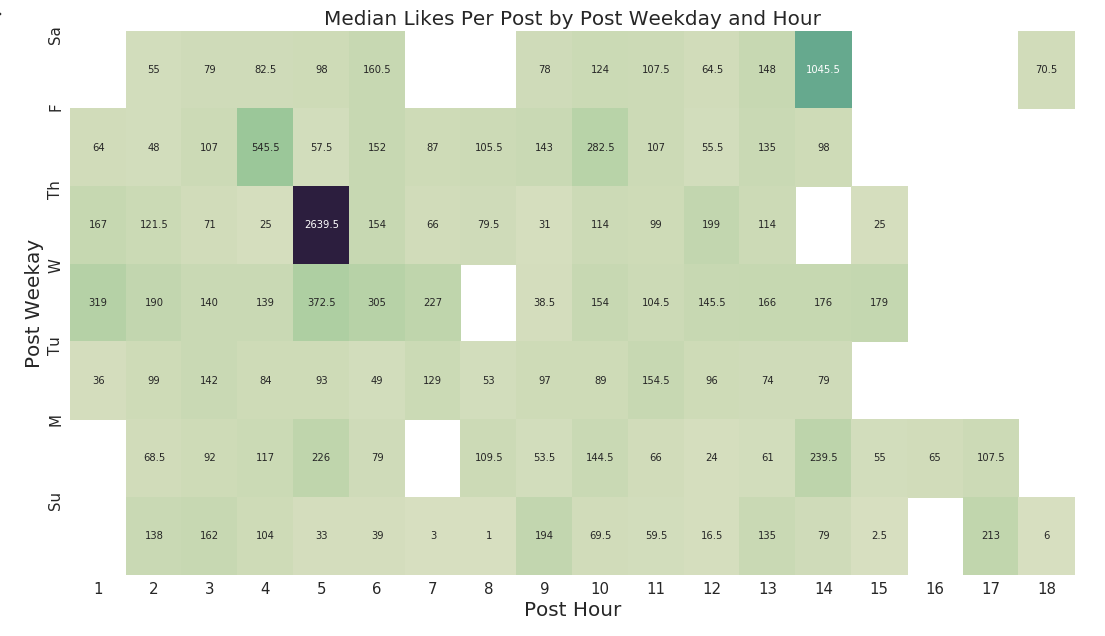 Median Likes Per Post by Post Weekday and Hour
Sa
55 79 82.5 98 160.5 78 124 107.5 64.5 148 1045.5 70.5
F
64 48 107 545.5 57.5 152 87 105.5 143 282.5 107 55.5 135 98
Th
167 121.5 71 25 2639.5 154 66 79.5 31 114 99 199 114 25
W
319 190 140 139 372.5 305 227 38.5 154 104.5 145.5 166 176 179
Tu
36 99 142 84 93 49 129 53 97 89 154.5 96 74 79
M
68.5 92 117 226 79 109.5 53.5 144.5 66 24 61 239.5 55 65 107.5
Su
138 162 104 33 39 3 1 194 69.5 59.5 16.5 135 79 2.5 213 6
Post Weekay
1 2 3 4 5 6 7 8 9 10 11 12 13 14 15 16 17 18
Post Hour